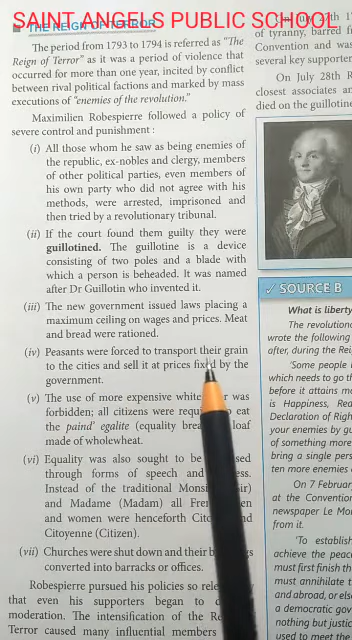 SAINT ANGELS PUBLIC SCHOOL
THE REIGN OF TERROR
The period from 1793 to 1794 is referred as "The
Reign of Terror" as it was a period of violence that
occurred for more than one year, incited by conflict
between rival political factions and marked by mass
executions of "enemies of the revolution."
Maximilien Robespierre followed a policy of
severe control and punishment :
(i) All those whom he saw as being enemies of
the republic, ex-nobles and clergy, members
of other political parties, even members of
his own party who did not agree with his
methods, were arrested, imprisoned and
then tried by a revolutionary tribunal.
(ii) If the court found them guilty they were
guillotined. The guillotine is a device
consisting of two poles and a blade with
which a person is beheaded. It was named
after Dr Guillotin who invented it.
(iii) The new government issued laws placing a
maximum ceiling on wages and prices. Meat
and bread were rationed.
(iv) Peasants were forced to transport their grain
to the cities and sell it at prices fixed by the
government.
(v) The use of more expensive white was
forbidden; all citizens were to eat
the paind' egalite (equality loaf
made of wholewheat.
(vi) Equality was also sought to be
through forms of speech and
Instead of the traditional
and Madame (Madam) all
and women were henceforth
Citoyenne (Citizen).
(vii) Churches were shut down and their
converted into barracks or offices.
Robespierre pursued his policies so
that even his supporters began to
moderation. The intensification of the
Terror caused many influential members
of tyranny, barred
Convention and was
several key supporter
On July 28th
closest associates an
died on the guillotine
SOURCE B
What is liberty
The revolutiona
wrote the following
after, during the Rei
'Some people
which needs to go th
before it attains m
is Happiness, Rea
Declaration of Righ
your enemies by gu
of something more
bring a single pers
ten more enemies
On 7 Februar
at the Convention
newspaper Le Mo
from it.
'To establish
achieve the peac
must first finish th
must annihilate
and abroad, or else
a democratic gov
nothing but justic
used to meet the